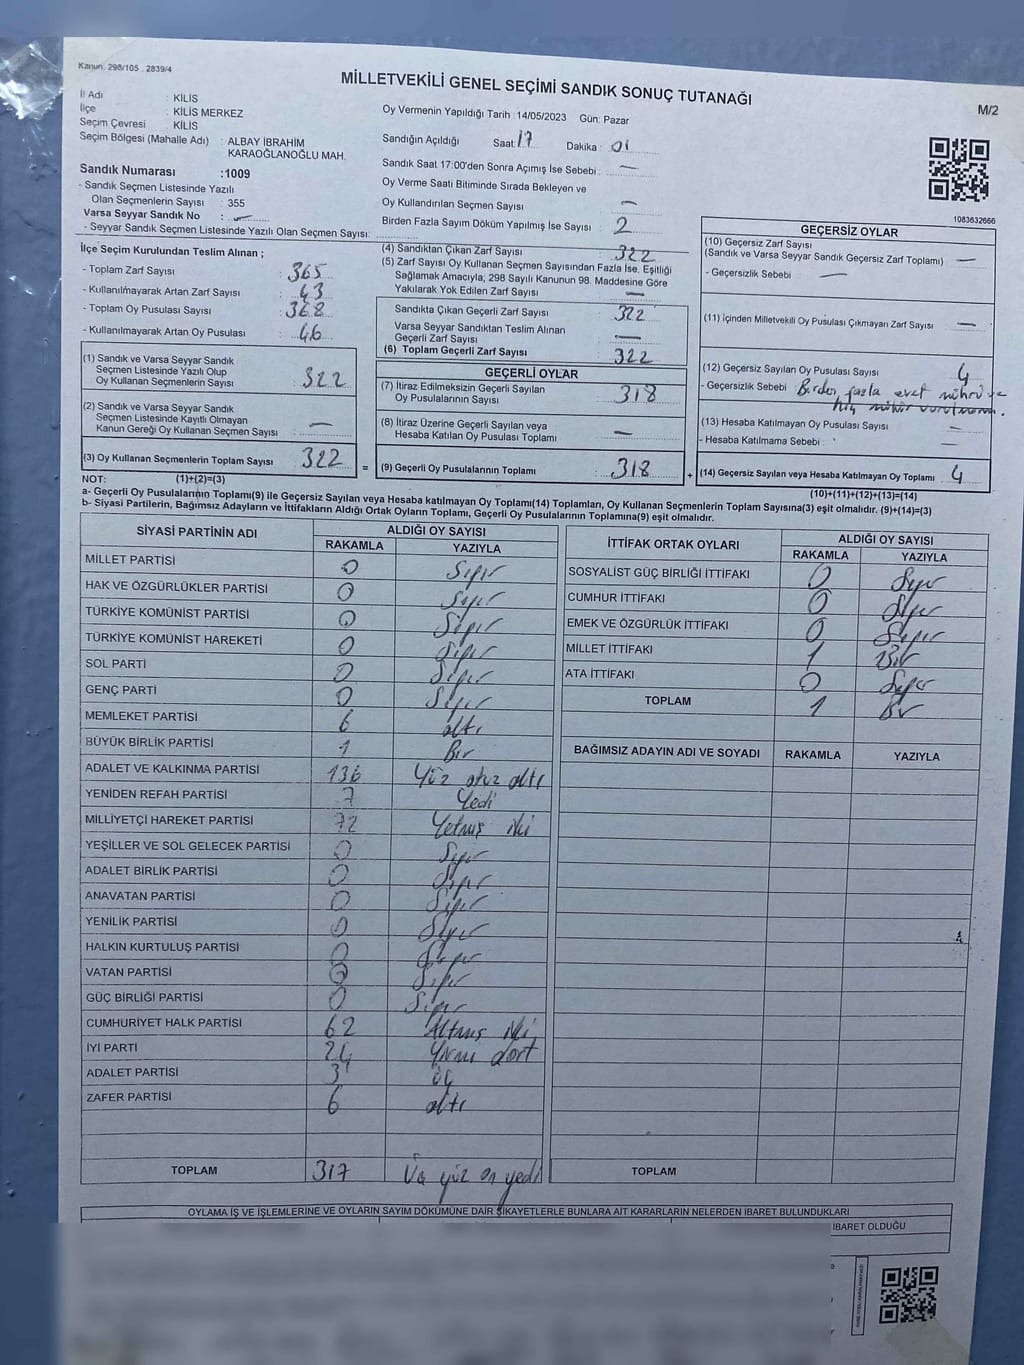 Kanun: 298/105 , 2839/4
MİLLETVEKİLİ GENEL SEÇİMİ SANDIK SONUÇ TUTANAĞI
M/2
İl Adı : KİLİS
İlçe : KİLİS MERKEZ
Seçim Çevresi : KİLİS
Seçim Bölgesi (Mahalle Adı) : ALBAY İBRAHİM
KARAOĞLANOĞLU MAH.
Sandık Numarası :1009
- Sandık Seçmen Listesinde Yazılı
Olan Seçmenlerin Sayısı : 355
Varsa Seyyar Sandık No : —
- Seyyar Sandık Seçmen Listesinde Yazılı Olan Seçmen Sayısı:
Oy Vermenin Yapıldığı Tarih :14/05/2023 Gün: Pazar
Sandığın Açıldığı Saat: 17 Dakika : 01
Sandık Saat 17:00'den Sonra Açımış İse Sebebi : —
Oy Verme Saati Bitiminde Sırada Bekleyen ve
Oy Kullandırılan Seçmen Sayısı —
Birden Fazla Sayım Döküm Yapılmış İse Sayısı : 2
1083632666
İlçe Seçim Kurulundan Teslim Alınan ;
- Toplam Zarf Sayısı : 365
- Kullanılmayarak Artan Zarf Sayısı : 43
- Toplam Oy Pusulası Sayısı : 368
- Kullanılmayarak Artan Oy Pusulası : 46
(1) Sandık ve Varsa Seyyar Sandık
Seçmen Listesinde Yazılı Olup
Oy Kullanan Seçmenlerin Sayısı : 322
(2) Sandık ve Varsa Seyyar Sandık
Seçmen Listesinde Kayıtlı Olmayan
Kanun Gereği Oy Kullanan Seçmen Sayısı : —
(3) Oy Kullanan Seçmenlerin Toplam Sayısı : 322
(4) Sandıktan Çıkan Zarf Sayısı : 322
(5) Zarf Sayısı Oy Kullanan Seçmen Sayısından Fazla İse, Eşitliği
Sağlamak Amacıyla, 298 Sayılı Kanunun 98. Maddesine Göre
Yakılarak Yok Edilen Zarf Sayısı : —
Sandıkta Çıkan Geçerli Zarf Sayısı : 322
Varsa Seyyar Sandıktan Teslim Alınan
Geçerli Zarf Sayısı : —
(6) Toplam Geçerli Zarf Sayısı : 322
GEÇERLİ OYLAR
(7) İtiraz Edilmeksizin Geçerli Sayılan
Oy Pusulalarının Sayısı : 318
(8) İtiraz Üzerine Geçerli Sayılan veya
Hesaba Katılan Oy Pusulası Toplamı : —
= (9) Geçerli Oy Pusulalarının Toplamı : 318
GEÇERSİZ OYLAR
(10) Geçersiz Zarf Sayısı
(Sandık ve Varsa Seyyar Sandık Geçersiz Zarf Toplamı) : —
- Geçersizlik Sebebi : —
(11) İçinden Milletvekili Oy Pusulası Çıkmayan Zarf Sayısı : —
(12) Geçersiz Sayılan Oy Pusulası Sayısı : 4
- Geçersizlik Sebebi : Birden fazla evet mührü ve
hiç mühür
(13) Hesaba Katılmayan Oy Pusulası Sayısı : —
- Hesaba Katılmama Sebebi : —
+ (14) Geçersiz Sayılan veya Hesaba Katılmayan Oy Toplamı : 4
NOT: (1)+(2)=(3)
(10)+(11)+(12)+(13)=(14)
a- Geçerli Oy Pusulalarının Toplamı(9) ile Geçersiz Sayılan veya Hesaba katılmayan Oy Toplamı(14) Toplamları, Oy Kullanan Seçmenlerin Toplam Sayısına(3) eşit olmalıdır. (9)+(14)=(3)
b- Siyasi Partilerin, Bağımsız Adayların ve İttifakların Aldığı Ortak Oyların Toplamı, Geçerli Oy Pusulalarının Toplamına(9) eşit olmalıdır.
SİYASİ PARTİNİN ADI ALDIĞI OY SAYISI
RAKAMLA YAZIYLA
MİLLET PARTİSİ 0 Sıfır
HAK VE ÖZGÜRLÜKLER PARTİSİ 0 Sıfır
TÜRKİYE KOMÜNİST PARTİSİ 0 Sıfır
TÜRKİYE KOMÜNİST HAREKETİ 0 Sıfır
SOL PARTİ 0 Sıfır
GENÇ PARTİ 0 Sıfır
MEMLEKET PARTİSİ 6 altı
BÜYÜK BİRLİK PARTİSİ 1 Bir
ADALET VE KALKINMA PARTİSİ 136 Yüz otuz altı
YENİDEN REFAH PARTİSİ 7 Yedi
MİLLİYETÇİ HAREKET PARTİSİ 72 Yetmiş iki
YEŞİLLER VE SOL GELECEK PARTİSİ 0 Sıfır
ADALET BİRLİK PARTİSİ 0 Sıfır
ANAVATAN PARTİSİ 0 Sıfır
YENİLİK PARTİSİ 0 Sıfır
HALKIN KURTULUŞ PARTİSİ 0 Sıfır
VATAN PARTİSİ 0 Sıfır
GÜÇ BİRLİĞİ PARTİSİ 0 Sıfır
CUMHURİYET HALK PARTİSİ 62 Altmış iki
İYİ PARTİ 24 Yirmi dört
ADALET PARTİSİ 3 üç
ZAFER PARTİSİ 6 altı
TOPLAM 317 Üç yüz on yedi
İTTİFAK ORTAK OYLARI ALDIĞI OY SAYISI
RAKAMLA YAZIYLA
SOSYALİST GÜÇ BİRLİĞİ İTTİFAKI 0 Sıfır
CUMHUR İTTİFAKI 0 Sıfır
EMEK VE ÖZGÜRLÜK İTTİFAKI 0 Sıfır
MİLLET İTTİFAKI 1 Bir
ATA İTTİFAKI 0 Sıfır
TOPLAM 1 Bir
BAĞIMSIZ ADAYIN ADI VE SOYADI RAKAMLA YAZIYLA
TOPLAM
OYLAMA İŞ VE İŞLEMLERİNE VE OYLARIN SAYIM DÖKÜMÜNE DAİR ŞİKAYETLERLE BUNLARA AİT KARARLARIN NELERDEN İBARET BULUNDUKLARI
İBARET OLDUĞU